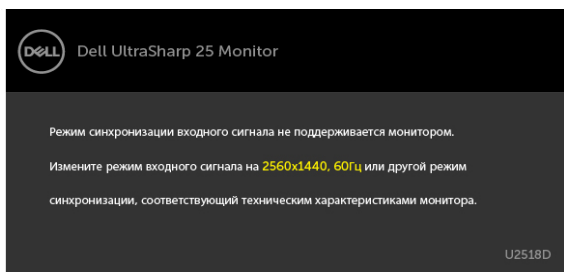 DELL Dell UltraSharp 25 Monitor
Режим синхронизации входного сигнала не поддерживается монитором.
Измените режим входного сигнала на 2560x1440, 60Гц или другой режим
синхронизации, соответствующий техническим характеристиками монитора.
U2518D